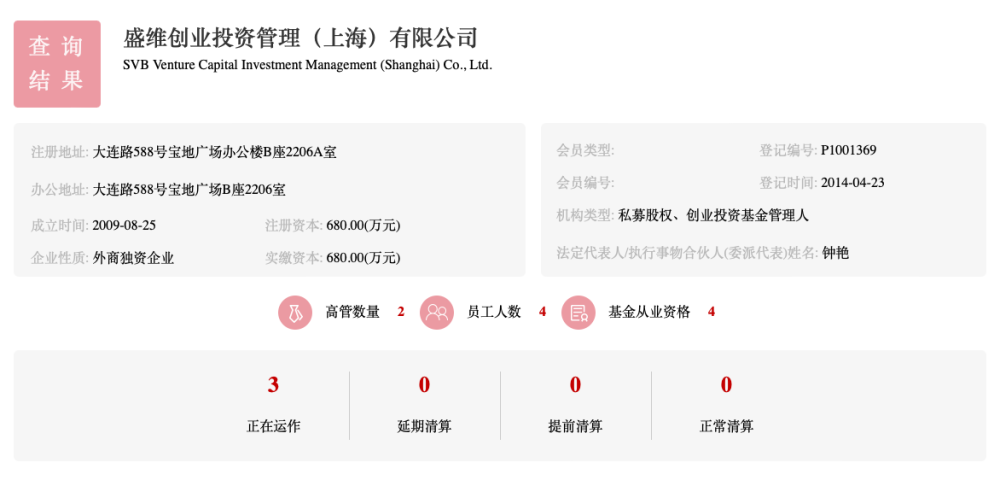 查询
结果
盛维创业投资管理（上海）有限公司
SVB Venture Capital Investment Management (Shanghai) Co., Ltd.
注册地址: 大连路588号宝地广场办公楼B座2206A室
办公地址: 大连路588号宝地广场B座2206室
成立时间: 2009-08-25 注册资本: 680.00(万元)
企业性质: 外商独资企业 实缴资本: 680.00(万元)
会员类型: 登记编号: P1001369
会员编号: 登记时间: 2014-04-23
机构类型: 私募股权、创业投资基金管理人
法定代表人/执行事物合伙人(委派代表)姓名: 钟艳
高管数量 2 员工人数 4 基金从业资格 4
3 0 0 0
正在运作 延期清算 提前清算 正常清算